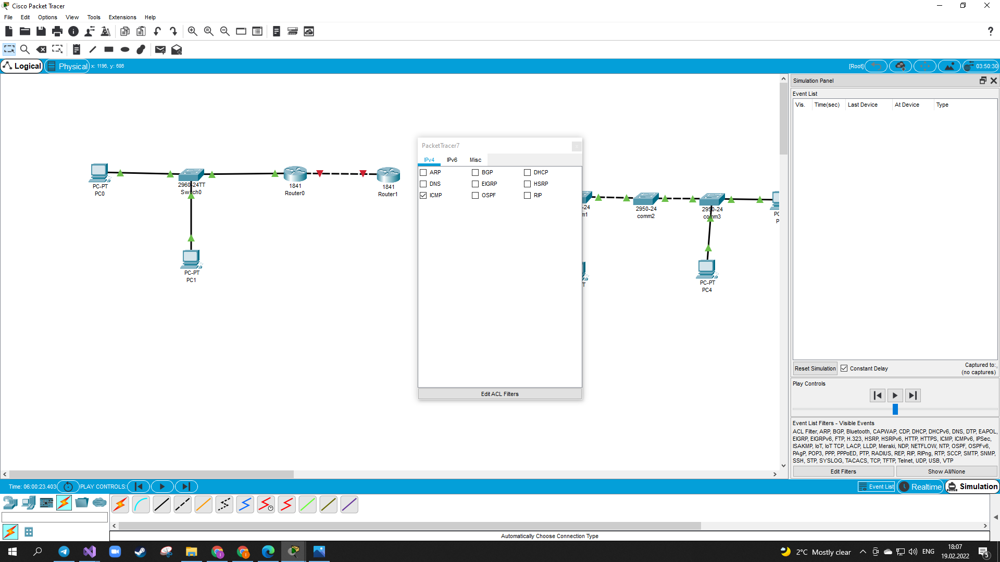 Cisco Packet Tracer
File Edit Options View Tools Extensions Help
Logical Physical x: 1196, y: 686 [Root] 03:50:30
Simulation Panel
Event List
Vis. Time(sec) Last Device At Device Type
PacketTracer7
IPv4 IPv6 Misc
ARP BGP DHCP
DNS EIGRP HSRP
ICMP OSPF RIP
Edit ACL Filters
PC-PT
PC0
2960-24TT
Switch0
1841
Router0
1841
Router1
PC-PT
PC1
-24
m1
2950-24
comm2
2950-24
comm3
PC
P
T
PC-PT
PC4
Reset Simulation Constant Delay
Captured to:
(no captures)
Play Controls
Event List Filters - Visible Events
ACL Filter, ARP, BGP, Bluetooth, CAPWAP, CDP, DHCP, DHCPv6, DNS, DTP, EAPOL,
EIGRP, EIGRPv6, FTP, H.323, HSRP, HSRPv6, HTTP, HTTPS, ICMP, ICMPv6, IPSec,
ISAKMP, IoT, IoT TCP, LACP, LLDP, Meraki, NDP, NETFLOW, NTP, OSPF, OSPFv6,
PAgP, POP3, PPP, PPPoED, PTP, RADIUS, REP, RIP, RIPng, RTP, SCCP, SMTP, SNMP,
SSH, STP, SYSLOG, TACACS, TCP, TFTP, Telnet, UDP, USB, VTP
Edit Filters Show All/None
Time: 06:00:23.403 PLAY CONTROLS: Event List Realtime Simulation
Automatically Choose Connection Type
2°C Mostly clear ENG 18:07
19.02.2022
5